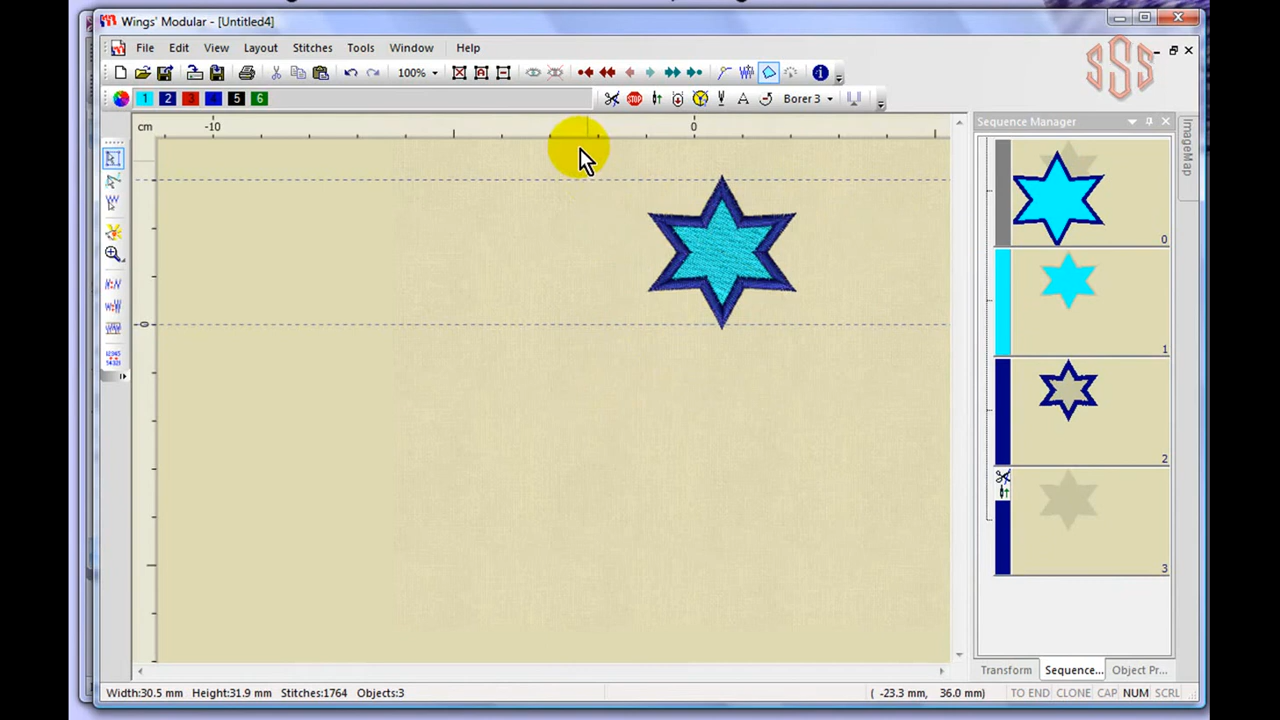 Wings' Modular - [Untitled4]
File Edit View Layout Stitches Tools Window Help
100%
1 2 3 4 5 6 Borer 3
cm -10 0
Sequence Manager
ImageMap
SSS
0
0
1
2
3
Transform Sequence... Object Pr...
Width:30.5 mm Height:31.9 mm Stitches:1764 Objects:3 ( -23.3 mm, 36.0 mm) TO END CLONE CAP NUM SCRL